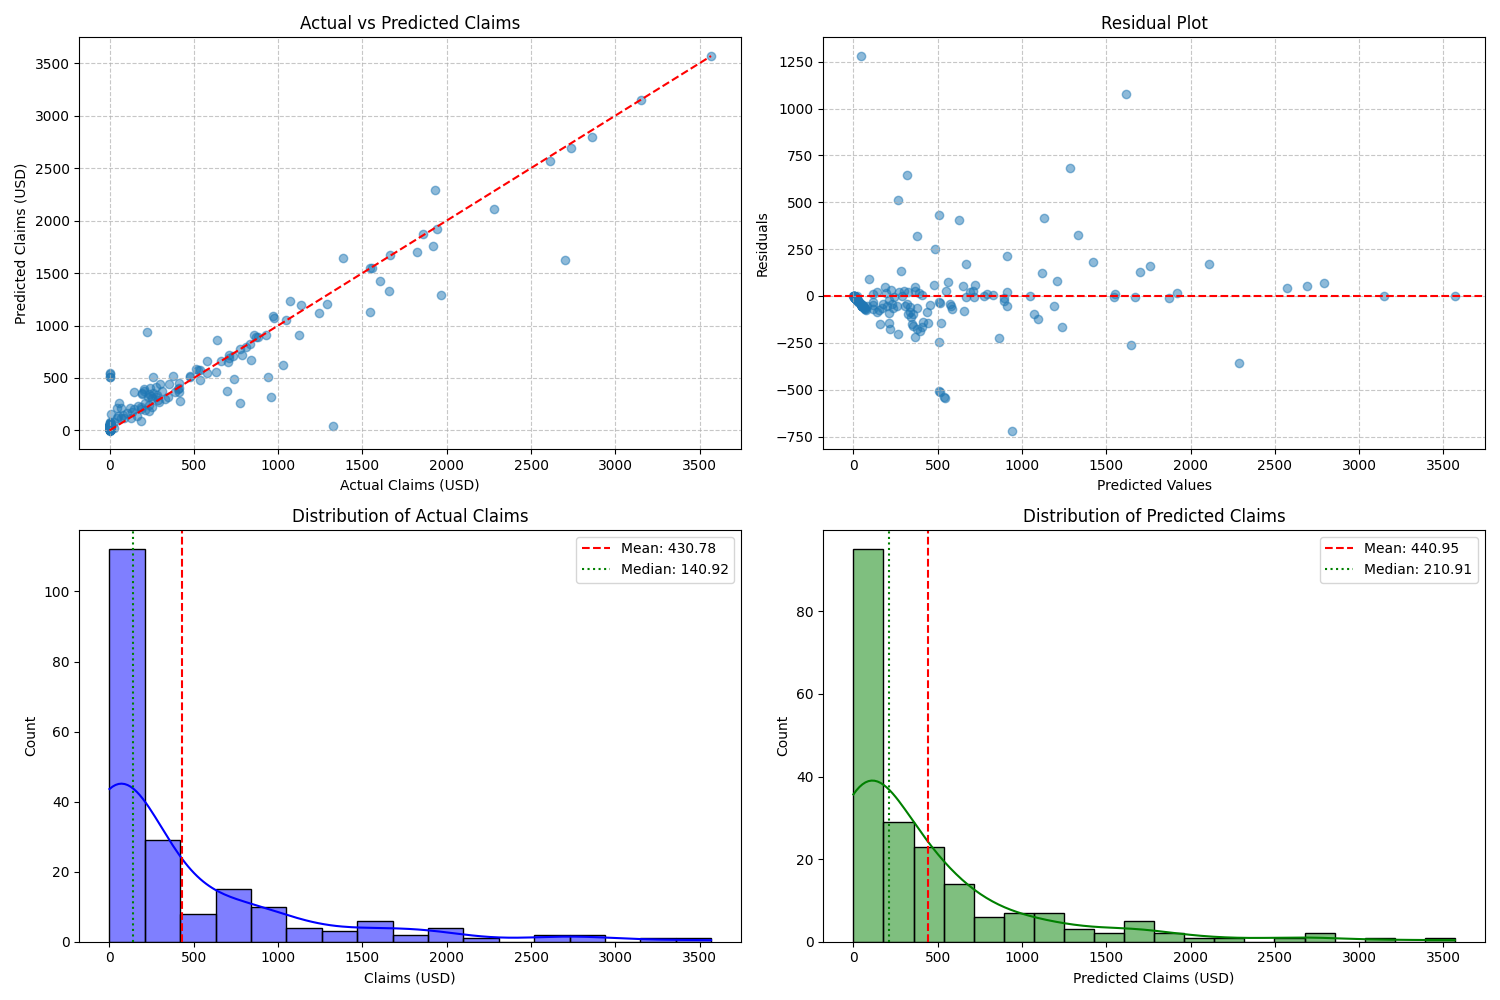 Actual vs Predicted Claims
3500
3000
2500
2000
1500
1000
500
0
Predicted Claims (USD)
0 500 1000 1500 2000 2500 3000 3500
Actual Claims (USD)
Residual Plot
1250
1000
750
500
250
0
−250
−500
−750
Residuals
0 500 1000 1500 2000 2500 3000 3500
Predicted Values
Distribution of Actual Claims
Mean: 430.78
Median: 140.92
100
80
60
40
20
0
Count
0 500 1000 1500 2000 2500 3000 3500
Claims (USD)
Distribution of Predicted Claims
Mean: 440.95
Median: 210.91
80
60
40
20
0
Count
0 500 1000 1500 2000 2500 3000 3500
Predicted Claims (USD)